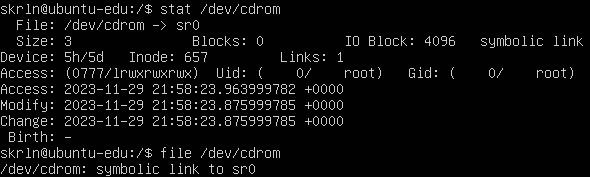 skrln@ubuntu-edu:/$ stat /dev/cdrom
  File: /dev/cdrom -> sr0
  Size: 3               Blocks: 0          IO Block: 4096   symbolic link
Device: 5h/5d   Inode: 657         Links: 1
Access: (0777/lrwxrwxrwx)  Uid: (    0/    root)   Gid: (    0/    root)
Access: 2023-11-29 21:58:23.963999782 +0000
Modify: 2023-11-29 21:58:23.875999785 +0000
Change: 2023-11-29 21:58:23.875999785 +0000
 Birth: -
skrln@ubuntu-edu:/$ file /dev/cdrom
/dev/cdrom: symbolic link to sr0